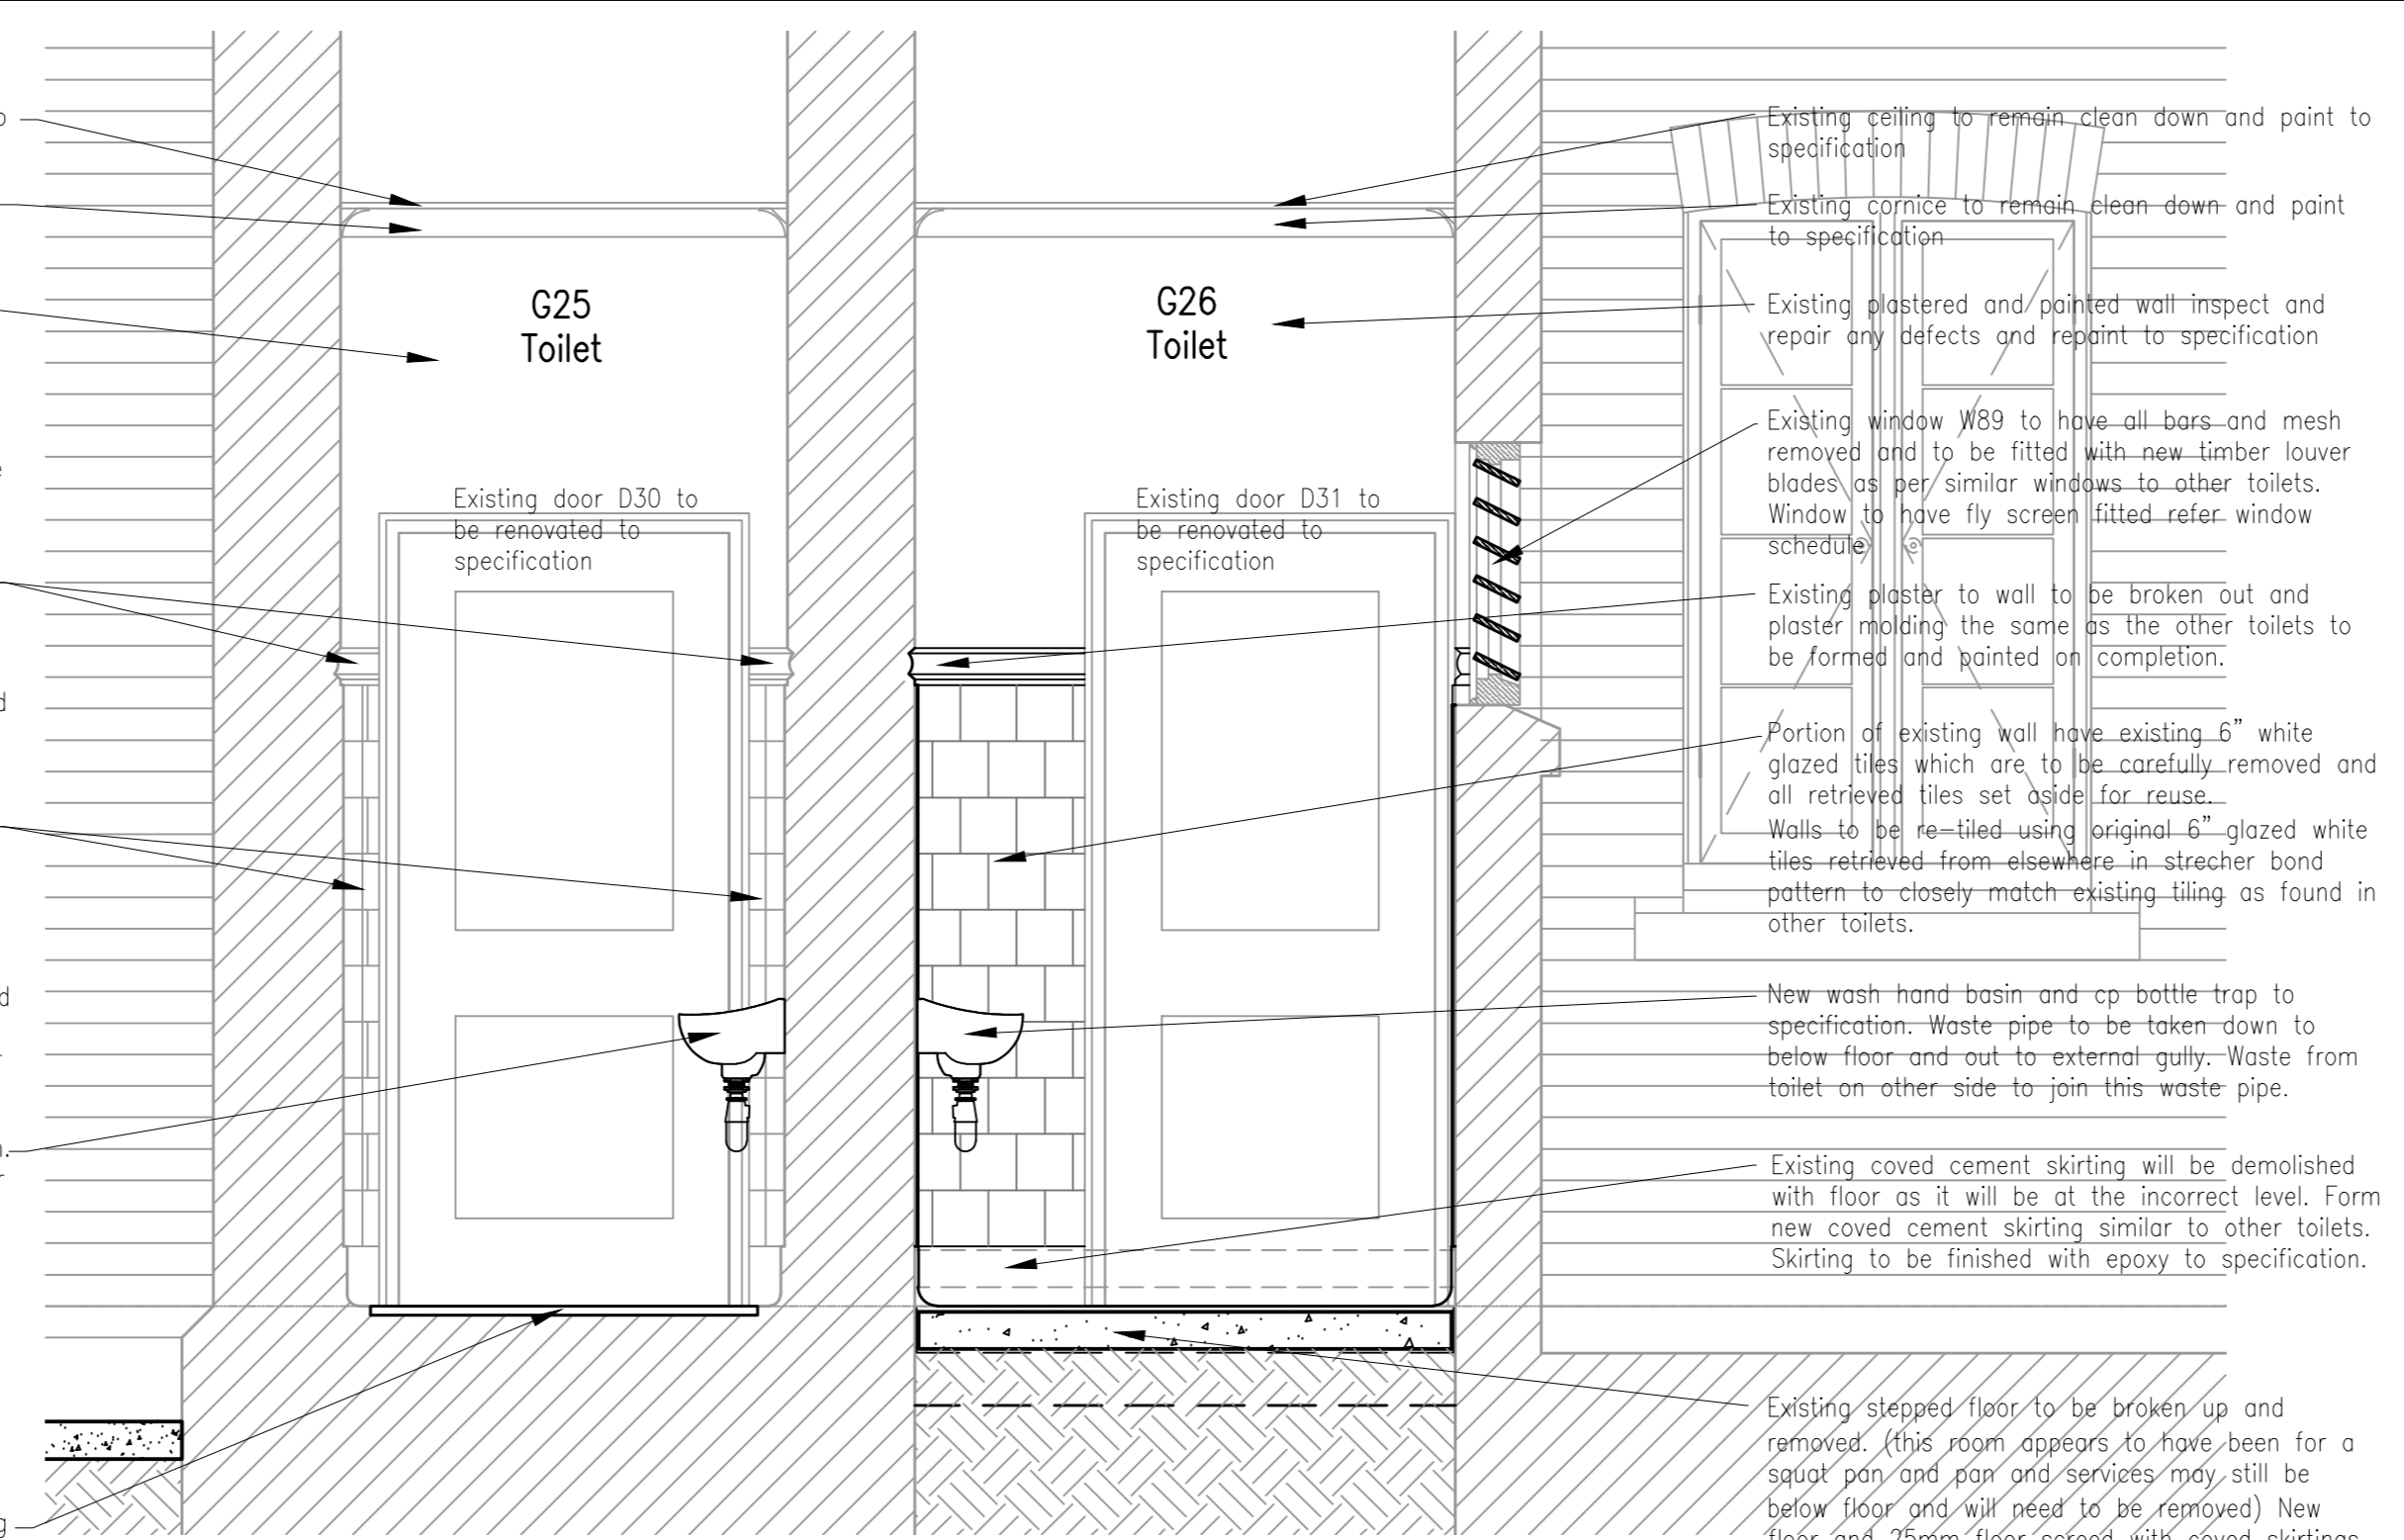 G25
Toilet
G26
Toilet
Existing door D30 to
be renovated to
specification
Existing door D31 to
be renovated to
specification
Existing ceiling to remain clean down and paint to
specification
Existing cornice to remain clean down and paint
to specification
Existing plastered and painted wall inspect and
repair any defects and repaint to specification
Existing window W89 to have all bars and mesh
removed and to be fitted with new timber louver
blades as per similar windows to other toilets.
Window to have fly screen fitted refer window
schedule
Existing plaster to wall to be broken out and
plaster molding the same as the other toilets to
be formed and painted on completion.
Portion of existing wall have existing 6" white
glazed tiles which are to be carefully removed and
all retrieved tiles set aside for reuse.
Walls to be re-tiled using original 6" glazed white
tiles retrieved from elsewhere in strecher bond
pattern to closely match existing tiling as found in
other toilets.
New wash hand basin and cp bottle trap to
specification. Waste pipe to be taken down to
below floor and out to external gully. Waste from
toilet on other side to join this waste pipe.
Existing coved cement skirting will be demolished
with floor as it will be at the incorrect level. Form
new coved cement skirting similar to other toilets.
Skirting to be finished with epoxy to specification.
Existing stepped floor to be broken up and
removed. (this room appears to have been for a
squat pan and pan and services may still be
below floor and will need to be removed) New
floor and 25mm floor screed with coved skirtings